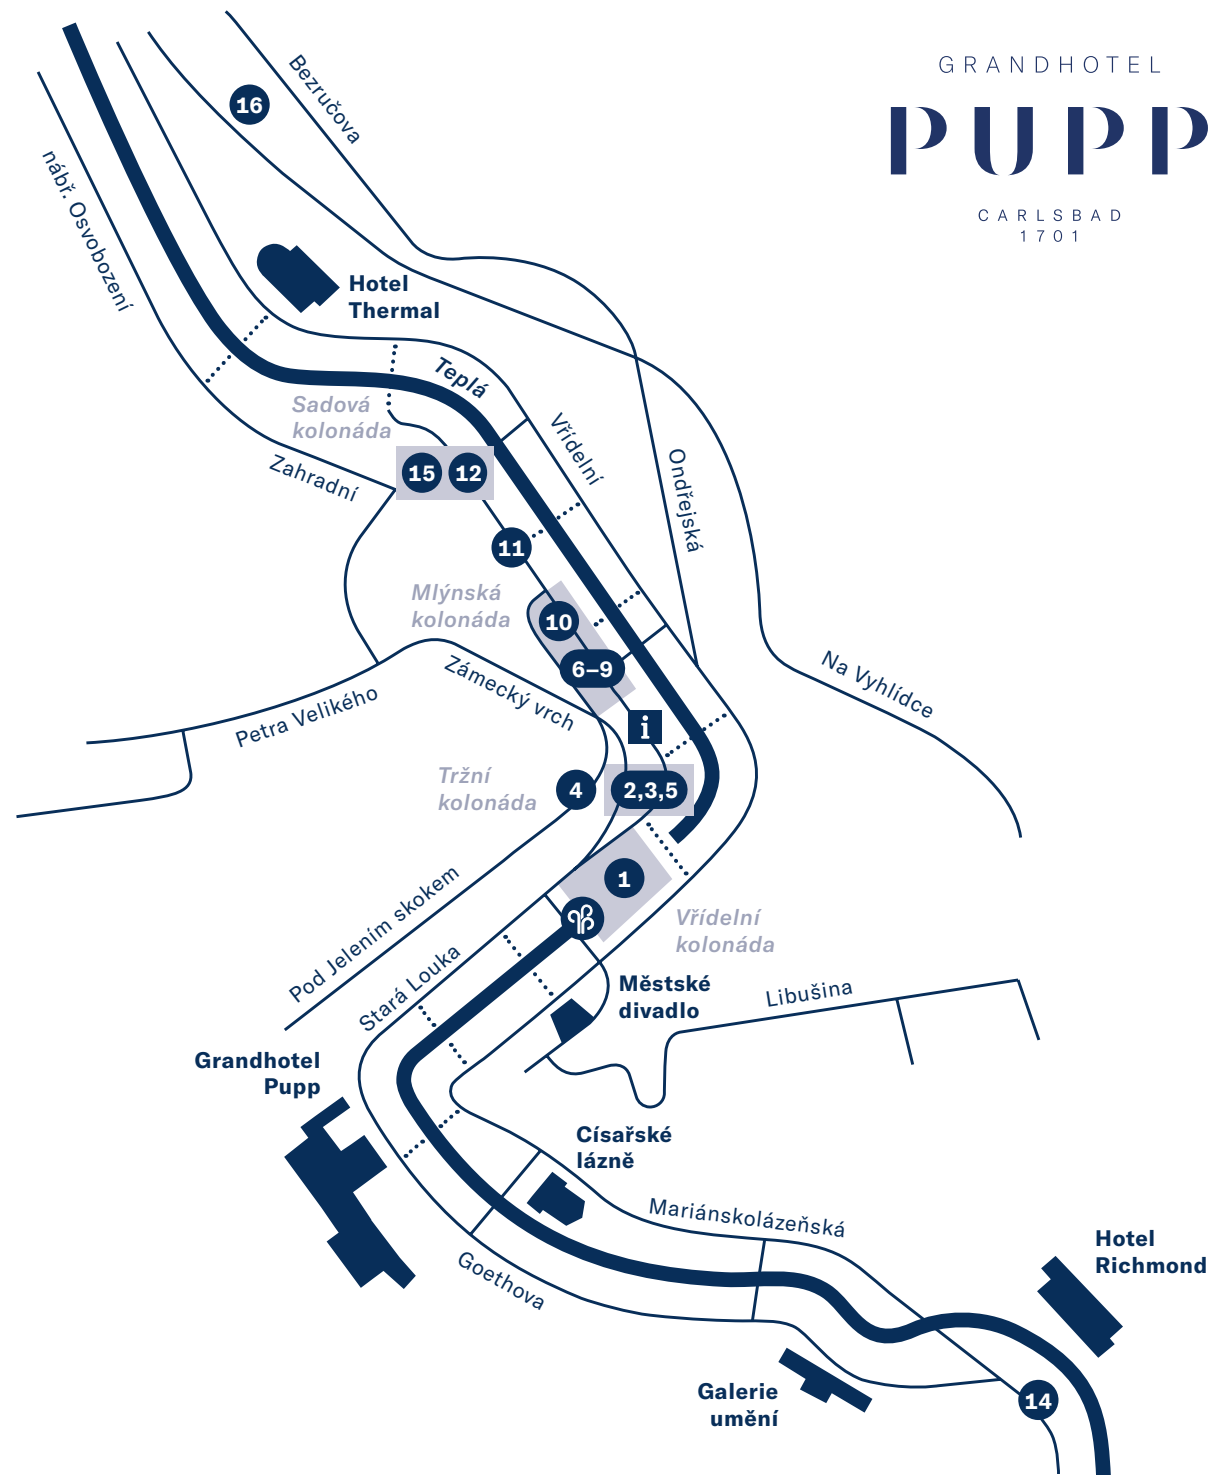 GRANDHOTEL
PUPP
CARLSBAD
1701
Bezručova
16
nábř. Osvobození
Hotel
Thermal
Teplá
Sadová
kolonáda
Vřídelní
15
12
Zahradní
Ondřejská
11
Mlýnská
kolonáda
10
6–9
Zámecký vrch
Na Vyhlídce
Petra Velikého
i
Tržní
kolonáda
4
2,3,5
1
Pod Jelením skokem
Vřídelní
kolonáda
Stará Louka
Městské
divadlo
Libušina
Grandhotel
Pupp
Císařské
lázně
Mariánskolázeňská
Goethova
Hotel
Richmond
Galerie
umění
14